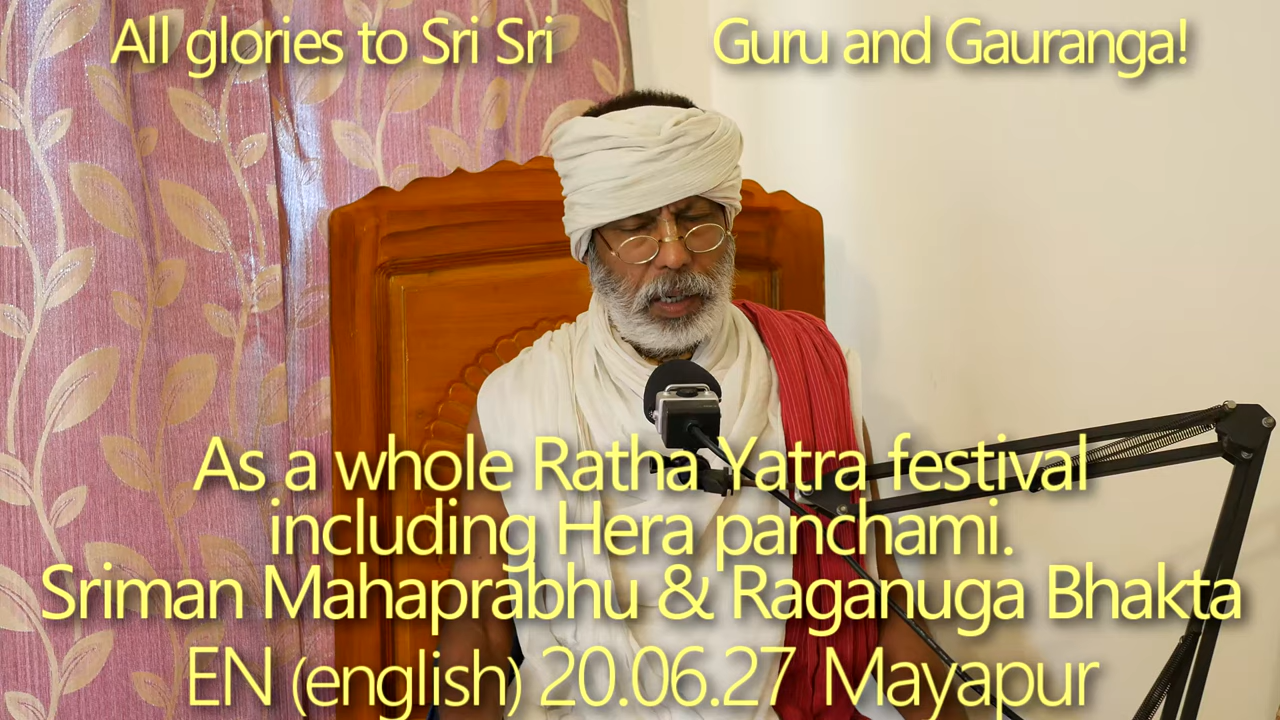 All glories to Sri Sri Guru and Gauranga!
As a whole Ratha Yatra festival
including Hera panchami.
Sriman Mahaprabhu & Raganuga Bhakta
EN (english) 20.06.27 Mayapur